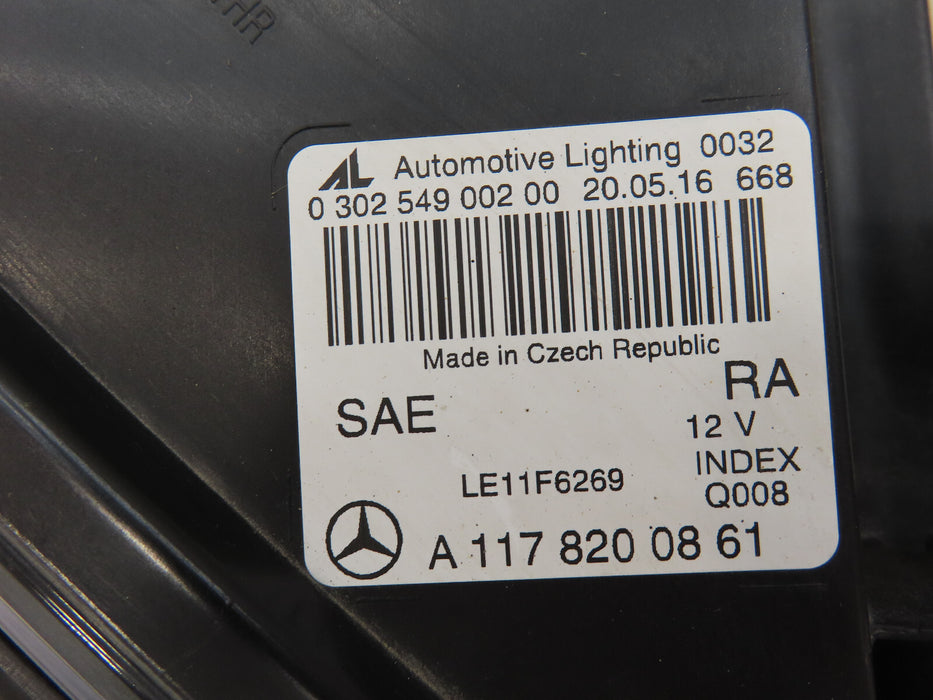 AL Automotive Lighting 0032
0 302 549 002 00 20.05.16 668
Made in Czech Republic
RA
SAE
12 V
INDEX
LE11F6269
Q008
A 117 820 08 61